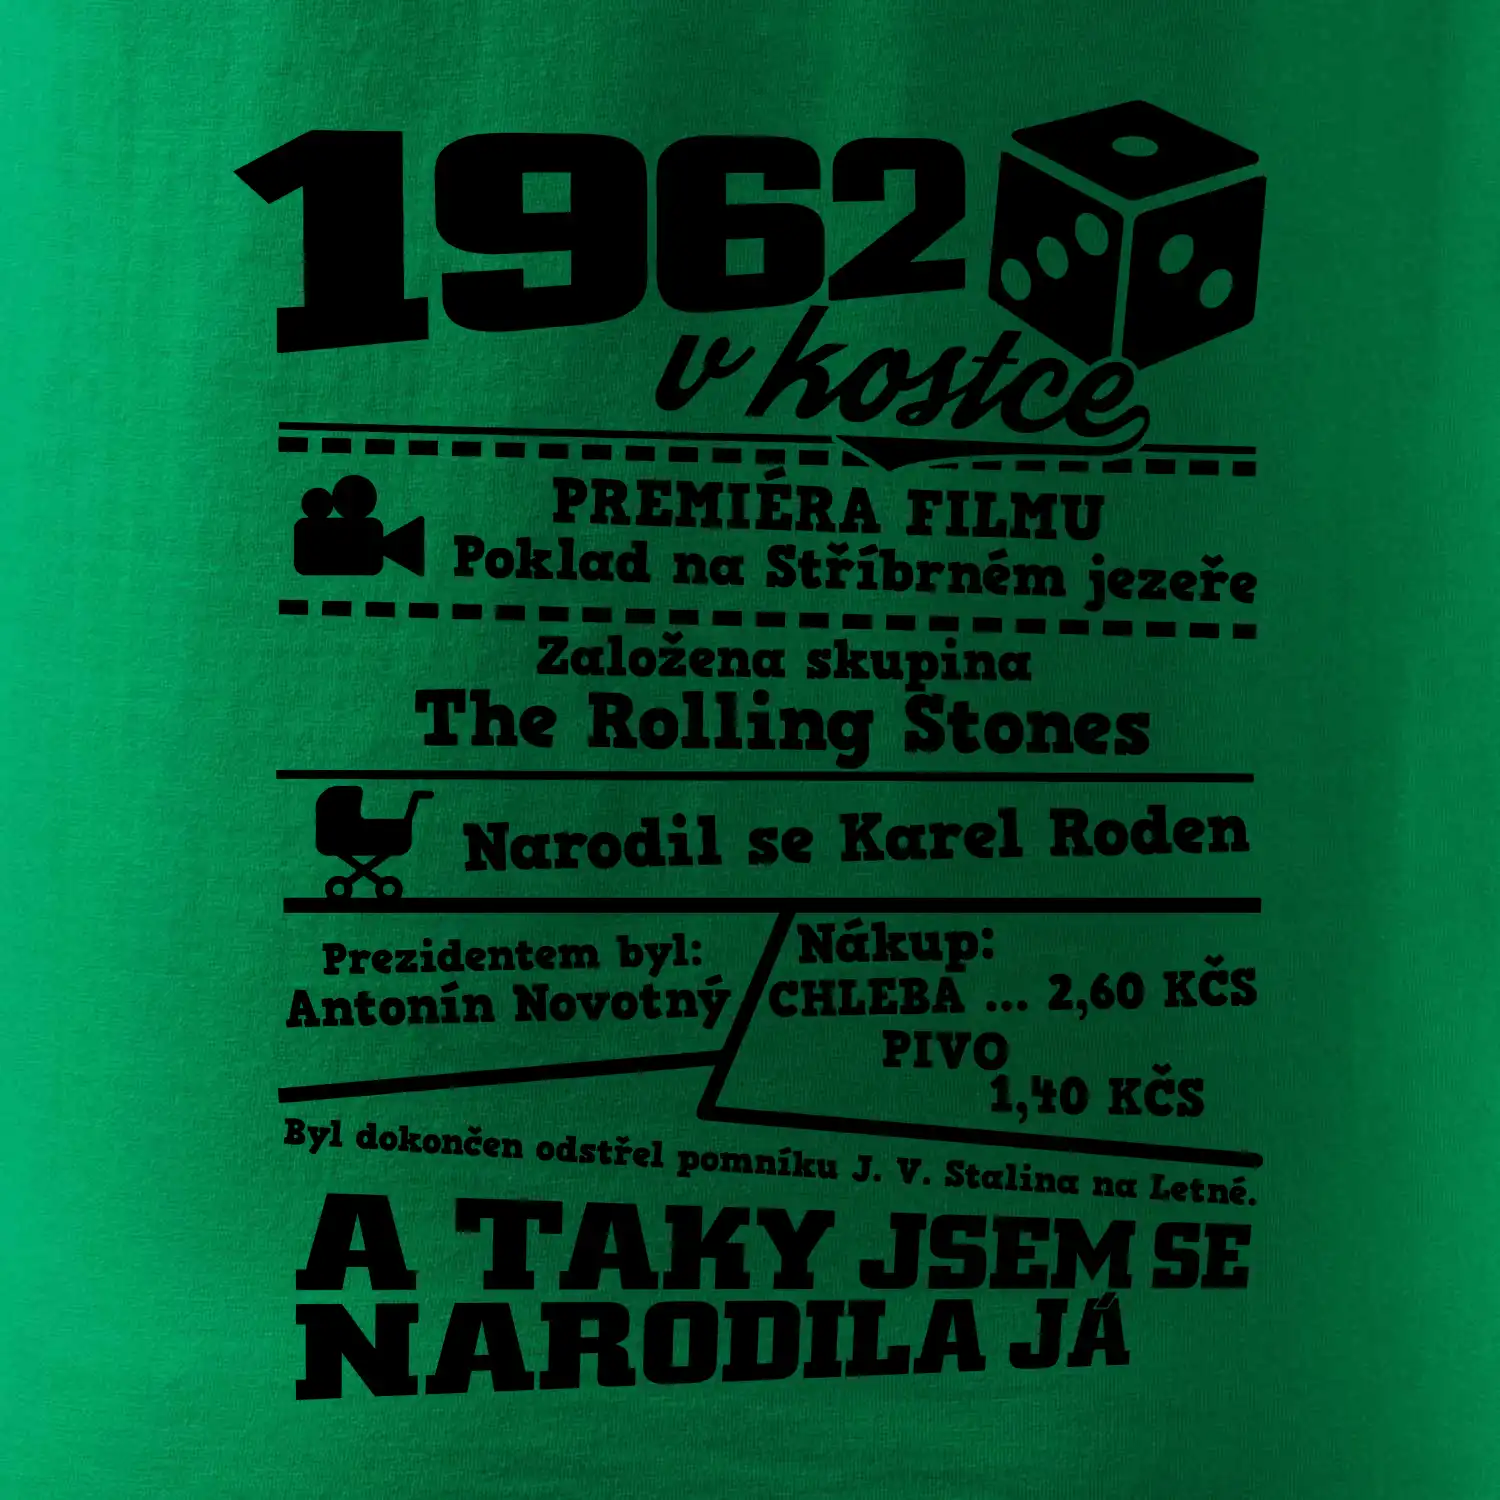 1962
v kostce
PREMIÉRA FILMU
Poklad na Stříbrném jezeře
Založena skupina
The Rolling Stones
Narodil se Karel Roden
Prezidentem byl:
Antonín Novotný
Nákup:
CHLEBA ... 2,60 KČS
PIVO
1,40 KČS
Byl dokončen odstřel pomníku J. V. Stalina na Letné.
A TAKY JSEM SE
NARODILA JÁ